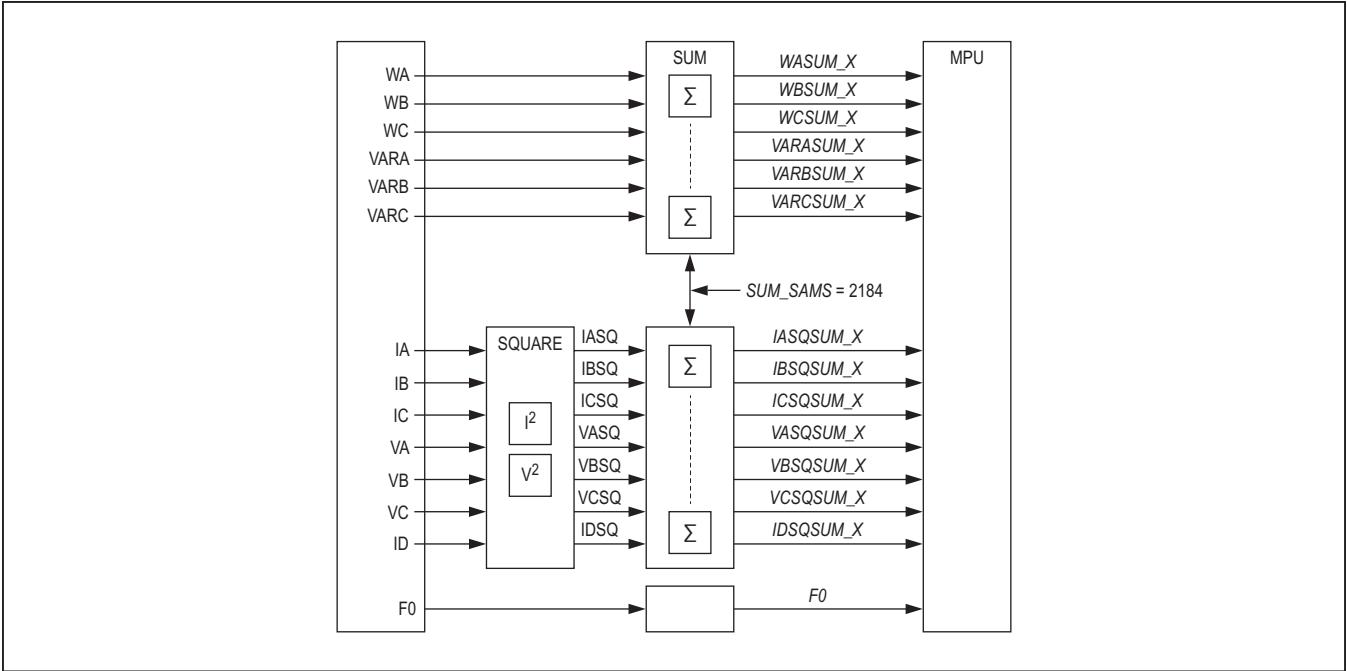 SUM
MPU
WA
WASUM_X
WB
Σ
WBSUM_X
WC
WCSUM_X
VARA
VARASUM_X
VARB
VARBSUM_X
VARC
Σ
VARCSUM_X
SUM_SAMS = 2184
SQUARE
IA
IASQ
IASQSUM_X
Σ
IB
IBSQ
IBSQSUM_X
IC
I²
ICSQ
ICSQSUM_X
VA
VASQ
VASQSUM_X
VB
V²
VBSQ
VBSQSUM_X
VC
VCSQ
VCSQSUM_X
ID
IDSQ
Σ
IDSQSUM_X
F0
F0